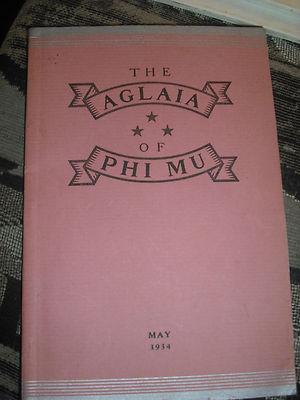 THE
AGLAIA
OF
PHI MU
MAY
1934